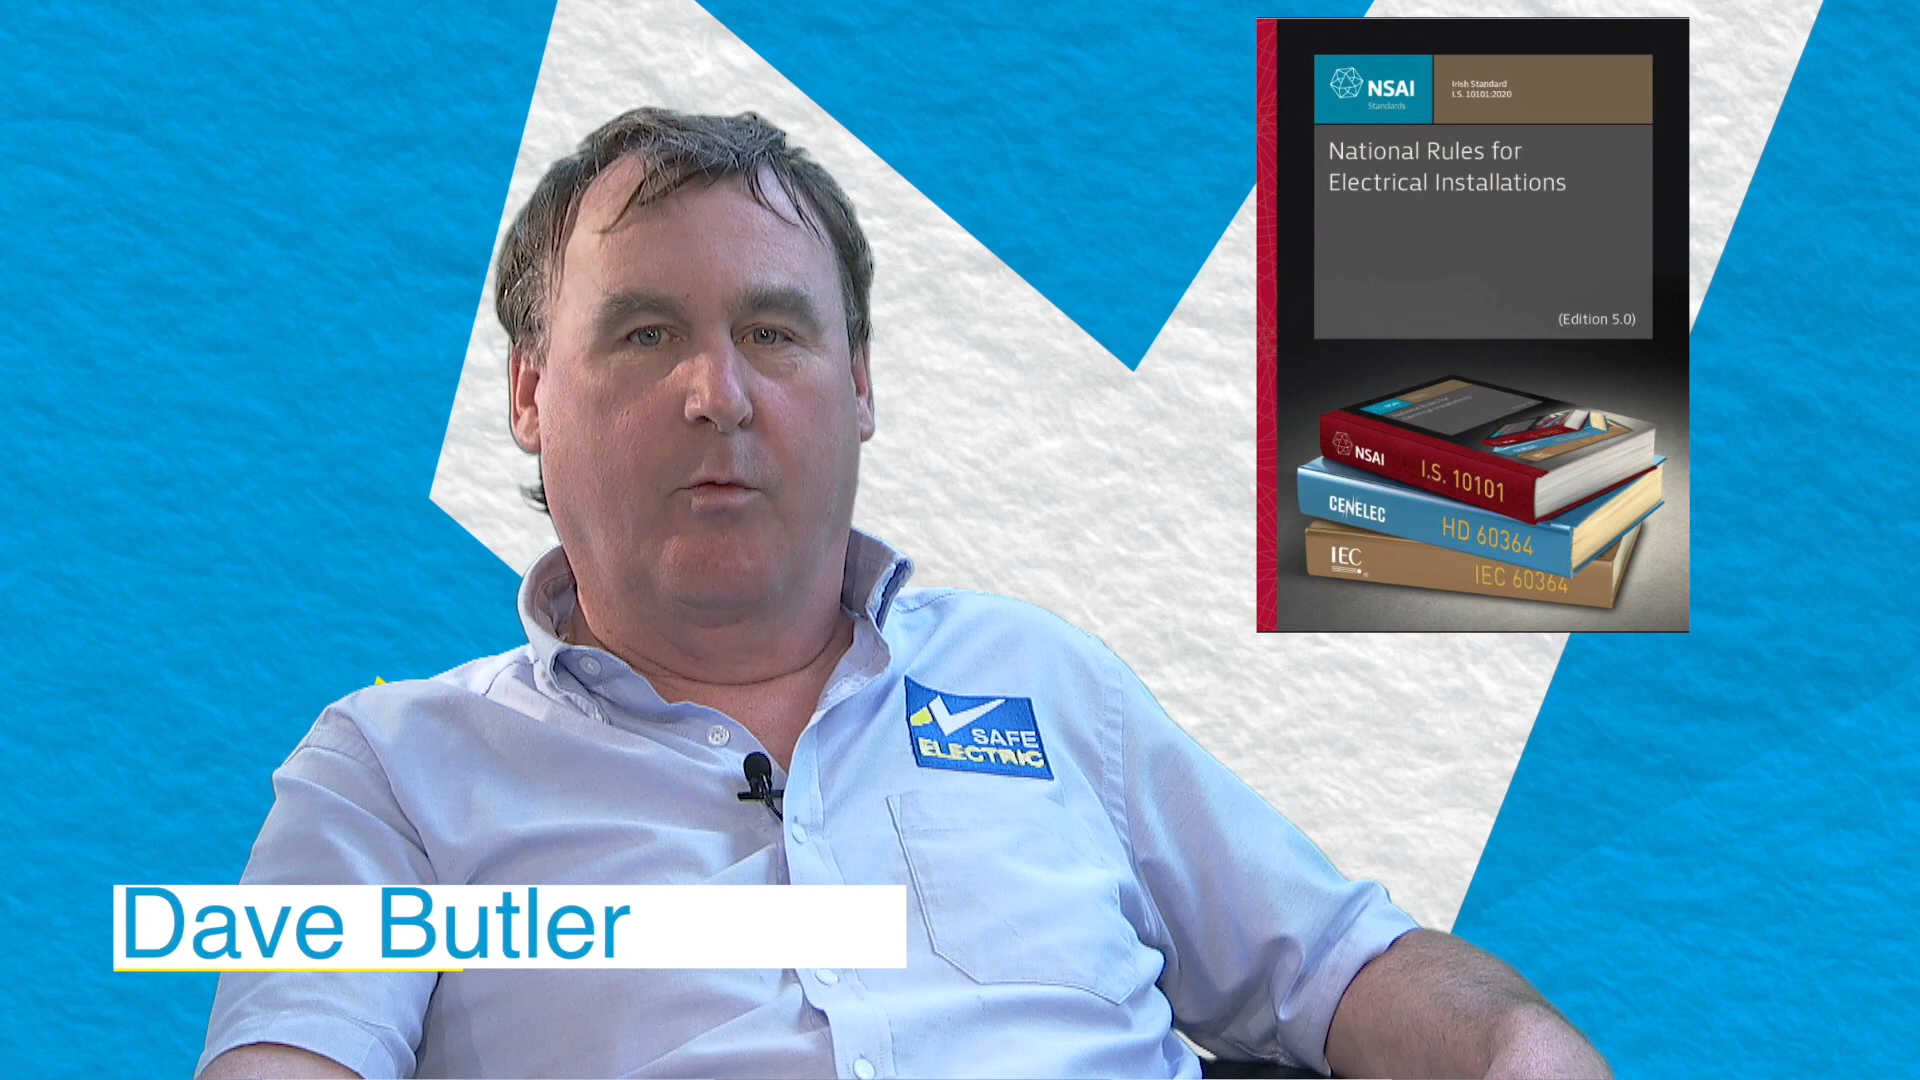 NSAI
Standards
Irish Standard
I.S. 10101:2020
National Rules for
Electrical Installations
(Edition 5.0)
NSAI I.S. 10101
CENELEC HD 60364
IEC IEC 60364
SAFE
ELECTRIC
Dave Butler